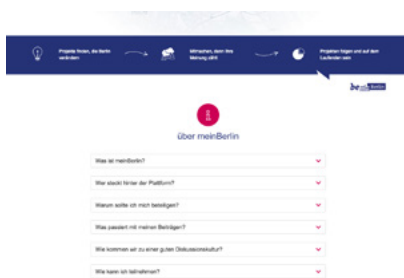 Projekte finden, die Berlin
verändern
Mitmachen, denn Ihre
Meinung zählt
Projekten folgen und auf dem
Laufenden sein
be Berlin
über meinBerlin
Was ist meinBerlin?
Wer steckt hinter der Plattform?
Warum sollte ich mich beteiligen?
Was passiert mit meinen Beiträgen?
Wie kommen wir zu einer guten Diskussionskultur?
Wie kann ich teilnehmen?